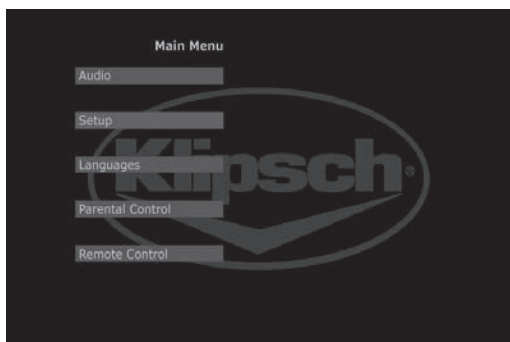 Main Menu
Audio
Setup
Languages
Parental Control
Remote Control
Klipsch®